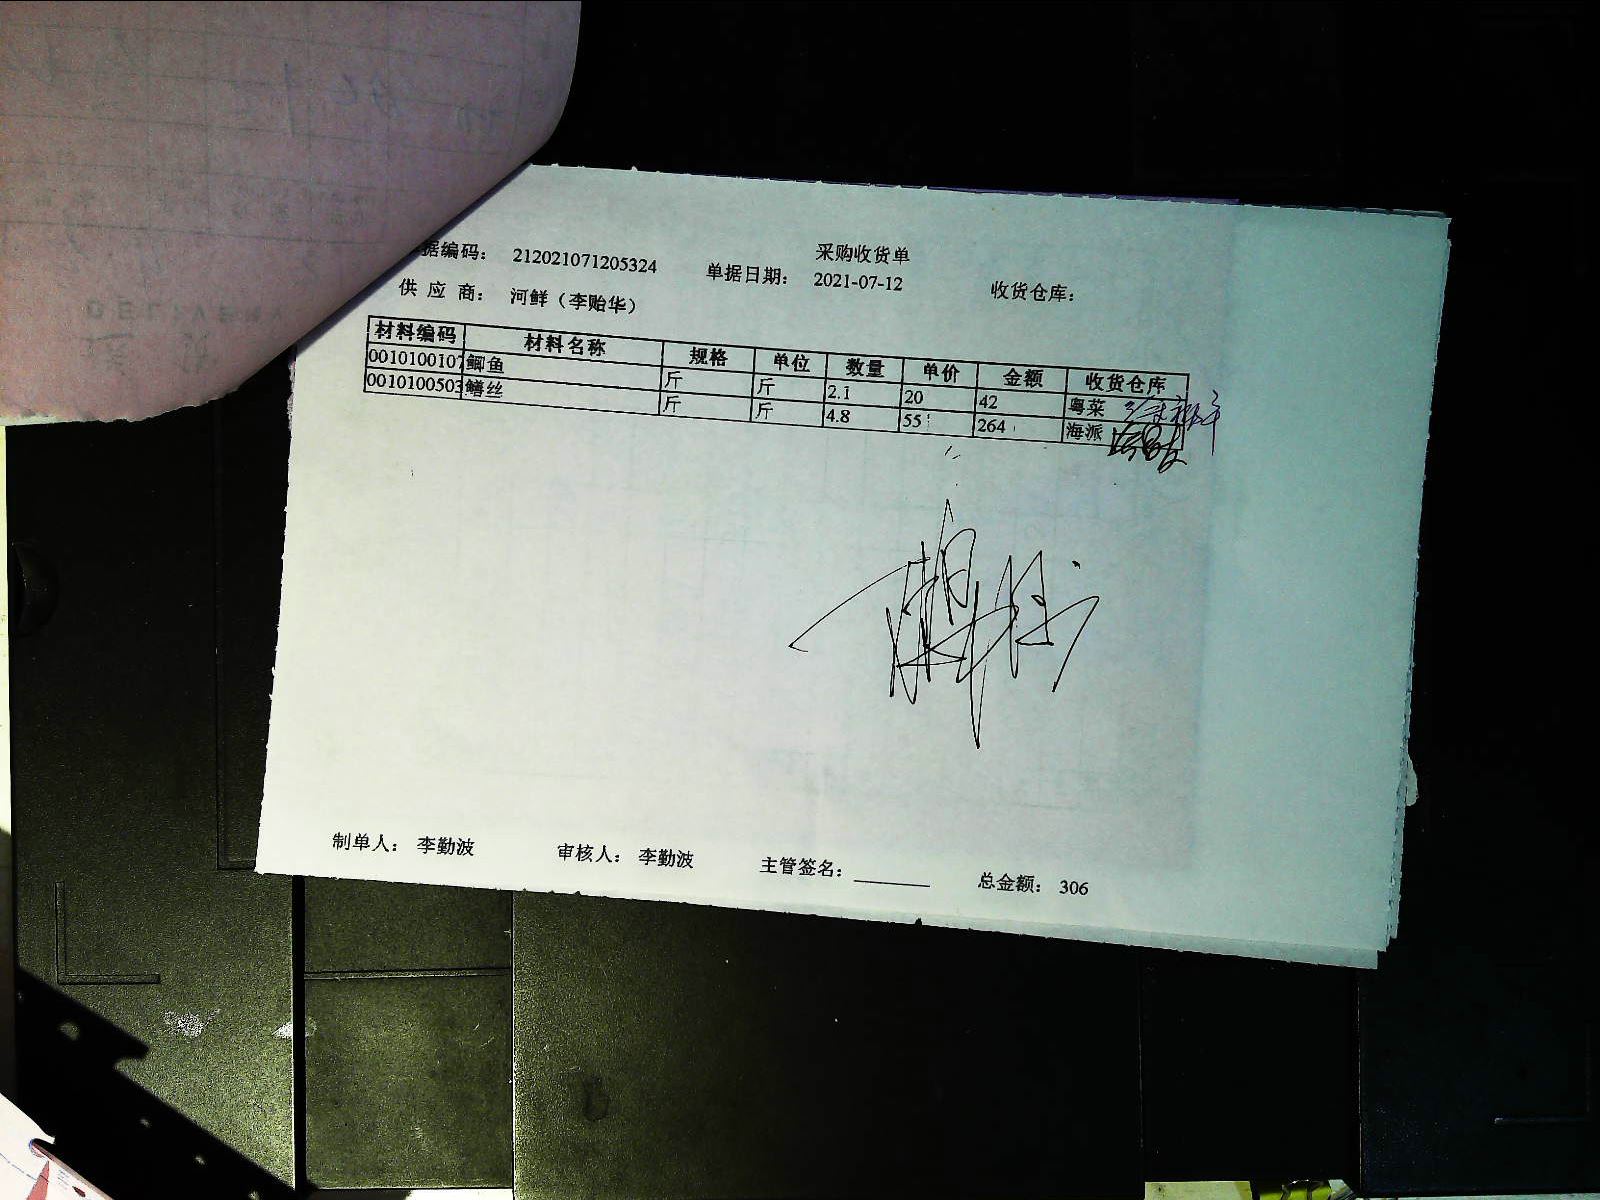 采购收货单
据编码： 212021071205324 单据日期： 2021-07-12 收货仓库：
供 应 商： 河鲜（李贻华）
材料编码 材料名称 规格 单位 数量 单价 金额 收货仓库
0010100107 鲫鱼 斤 斤 2.1 20 42 粤菜
0010100503 鳝丝 斤 斤 4.8 55 264 海派
制单人： 李勤波 审核人： 李勤波 主管签名： 总金额： 306